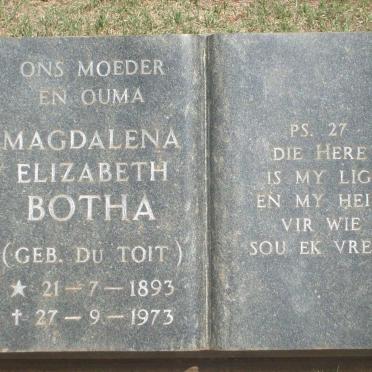 ONS MOEDER
EN OUMA
MAGDALENA
ELIZABETH
BOTHA
(GEB. DU TOIT)
★ 21-7-1893
✝ 27-9-1973
PS. 27
DIE HERE
IS MY LIG
EN MY HEI
VIR WIE
SOU EK VRE